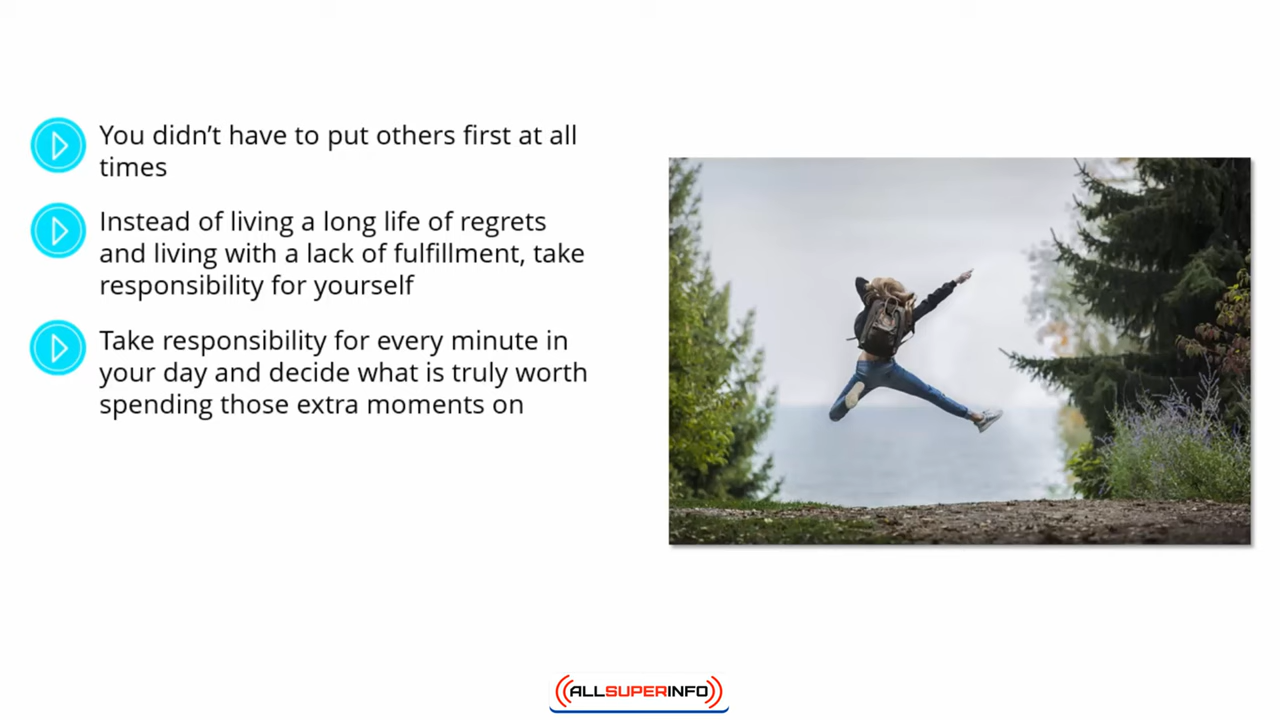 You didn’t have to put others first at all
times
Instead of living a long life of regrets
and living with a lack of fulfillment, take
responsibility for yourself
Take responsibility for every minute in
your day and decide what is truly worth
spending those extra moments on
ALLSUPERINFO